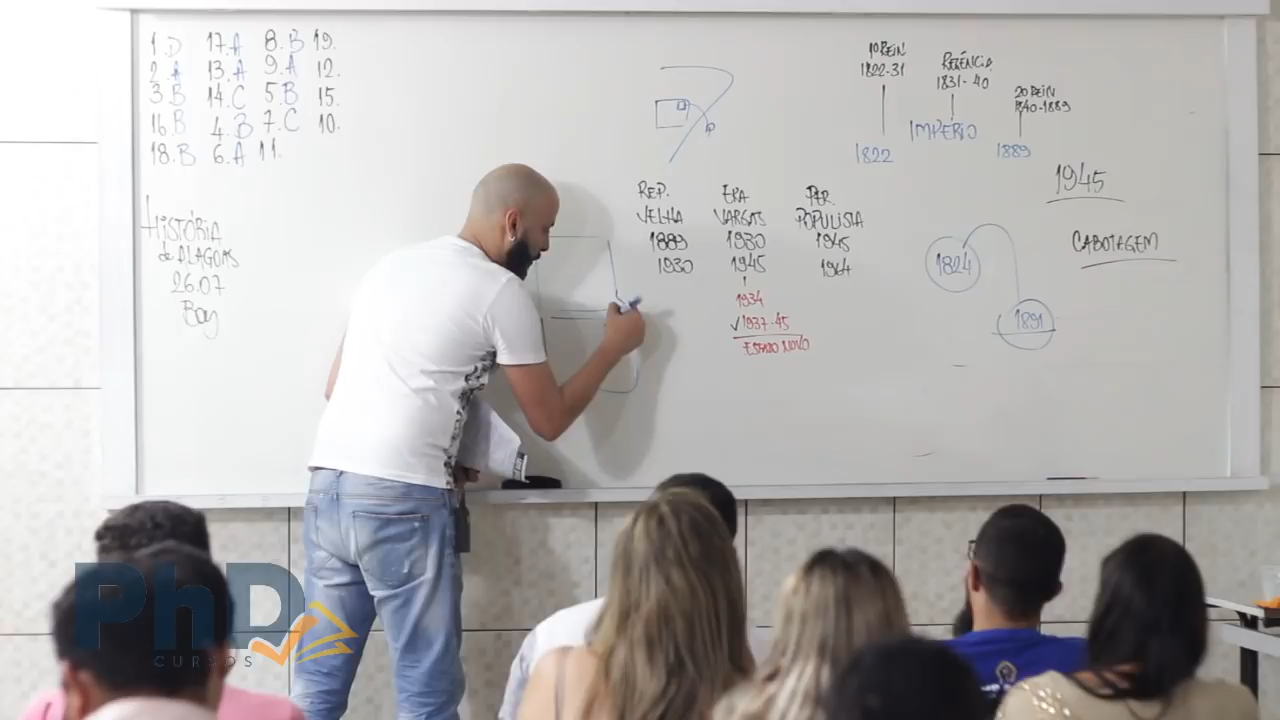 1. D 17. A 8. B 19.
2. A 13. A 9. A 12.
3. B 14. C 5. B 15.
16. B 4. B 7. C 10.
18. B 6. A 11.
HISTÓRIA
de ALAGOAS
26.07
Boy
REP.
VELHA
1889
1930
ERA
VARGAS
1930
1945
1934
✓1937-45
ESTADO NOVO
PER.
POPULISTA
1945
1964
1º REIN
1822-31
REGÊNCIA
1831-40
2º REIN
1840-1889
IMPÉRIO
1822
1889
1945
1824
CABOTAGEM
1891
PhD
CURSOS